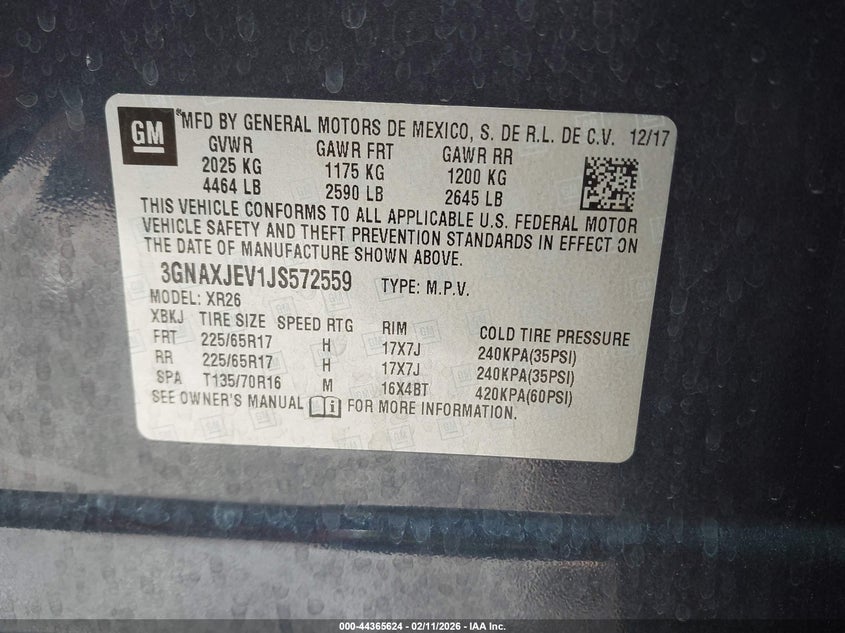 GM
MFD BY GENERAL MOTORS DE MEXICO, S. DE R.L. DE C.V. 12/17
GVWR GAWR FRT GAWR RR
2025 KG 1175 KG 1200 KG
4464 LB 2590 LB 2645 LB
THIS VEHICLE CONFORMS TO ALL APPLICABLE U.S. FEDERAL MOTOR
VEHICLE SAFETY AND THEFT PREVENTION STANDARDS IN EFFECT ON
THE DATE OF MANUFACTURE SHOWN ABOVE.
3GNAXJEV1JS572559 TYPE: M.P.V.
MODEL: XR26
XBKJ TIRE SIZE SPEED RTG RIM COLD TIRE PRESSURE
FRT 225/65R17 H 17X7J 240KPA(35PSI)
RR 225/65R17 H 17X7J 240KPA(35PSI)
SPA T135/70R16 M 16X4BT 420KPA(60PSI)
SEE OWNER'S MANUAL FOR MORE INFORMATION.
000-44365624 - 02/11/2026 - IAA Inc.